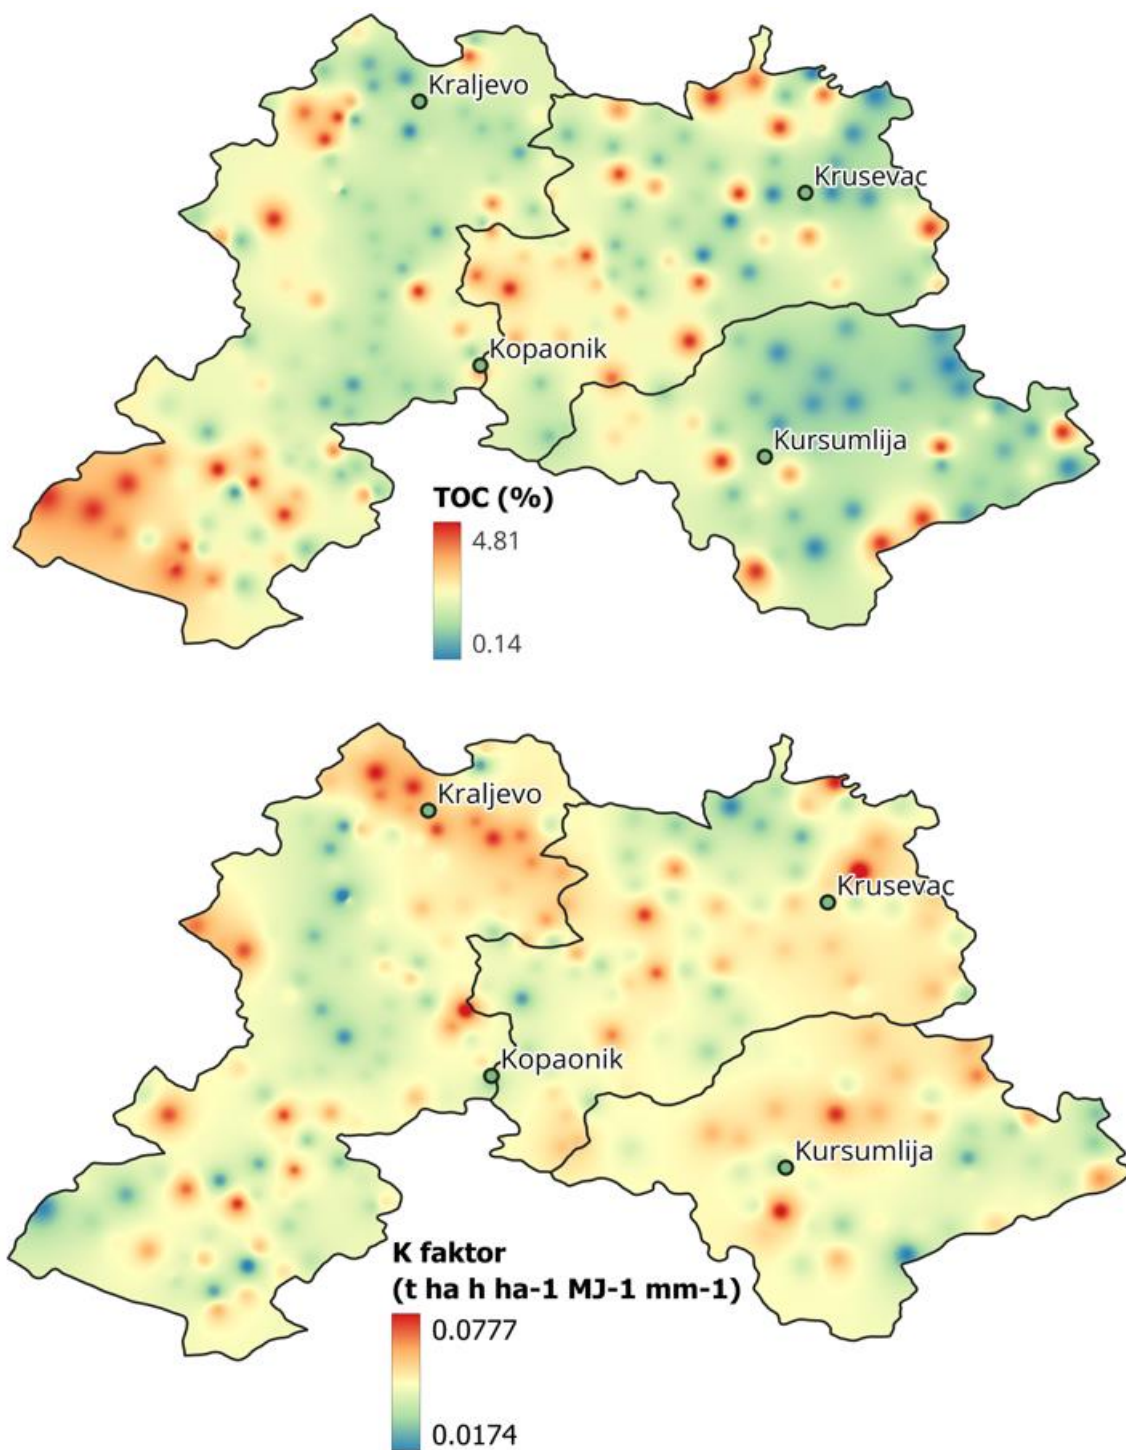 Kraljevo
Krusevac
Kopaonik
Kursumlija
TOC (%)
4.81
0.14
Kraljevo
Krusevac
Kopaonik
Kursumlija
K faktor
(t ha h ha-1 MJ-1 mm-1)
0.0777
0.0174